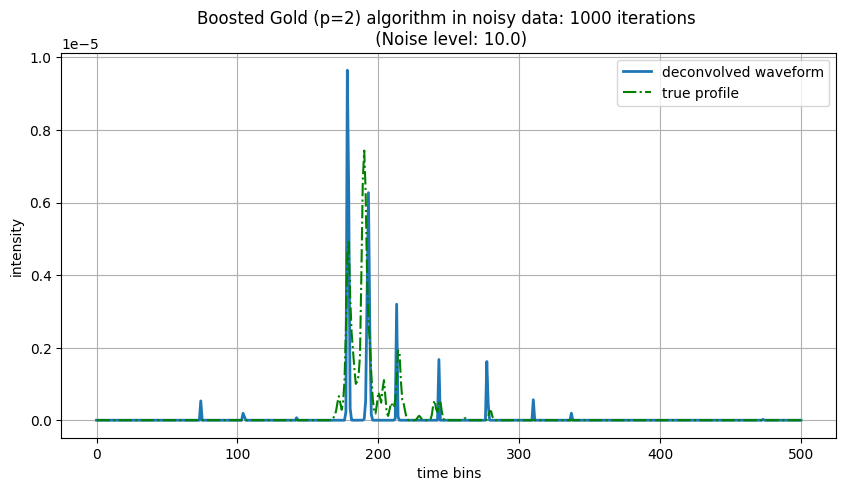 Boosted Gold (p=2) algorithm in noisy data: 1000 iterations
(Noise level: 10.0)
1e−5
deconvolved waveform
true profile
1.0
0.8
0.6
0.4
0.2
0.0
intensity
0 100 200 300 400 500
time bins